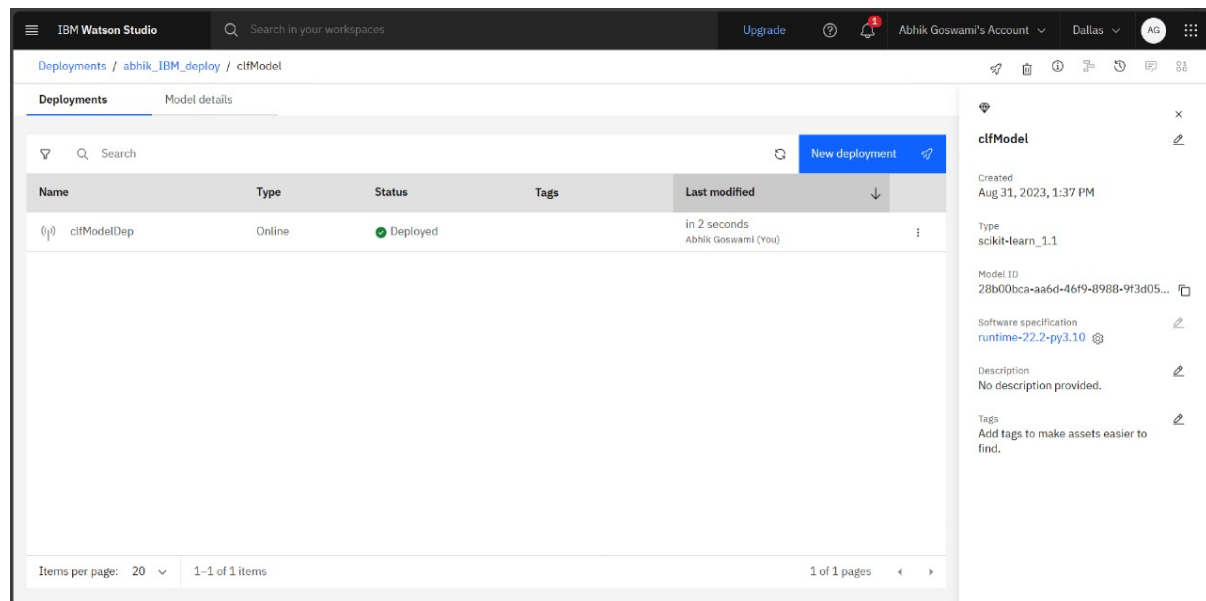 IBM Watson Studio
Search in your workspaces
Upgrade
1
Abhik Goswami's Account
Dallas
AG
Deployments / abhik_IBM_deploy / clfModel
Deployments Model details
Search
New deployment
Name Type Status Tags Last modified
clfModelDep Online Deployed in 2 seconds
Abhik Goswami (You)
Items per page: 20 1–1 of 1 items 1 of 1 pages
clfModel
Created
Aug 31, 2023, 1:37 PM
Type
scikit-learn_1.1
Model ID
28b00bca-aa6d-46f9-8988-9f3d05...
Software specification
runtime-22.2-py3.10
Description
No description provided.
Tags
Add tags to make assets easier to
find.